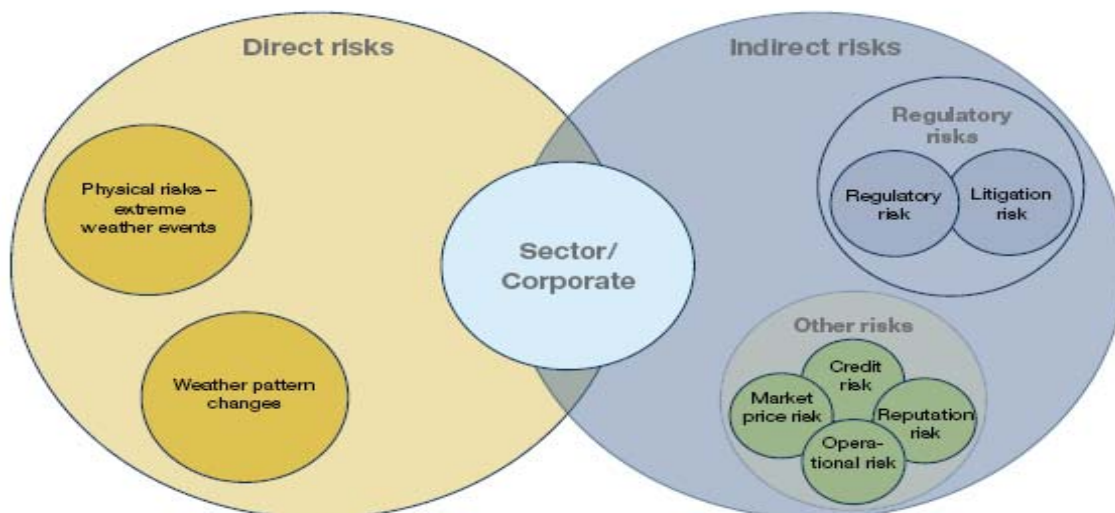 Direct risks
Physical risks –
extreme
weather events
Weather pattern
changes
Sector/
Corporate
Indirect risks
Regulatory
risks
Regulatory
risk
Litigation
risk
Other risks
Credit
risk
Market
price risk
Reputation
risk
Opera-
tional risk